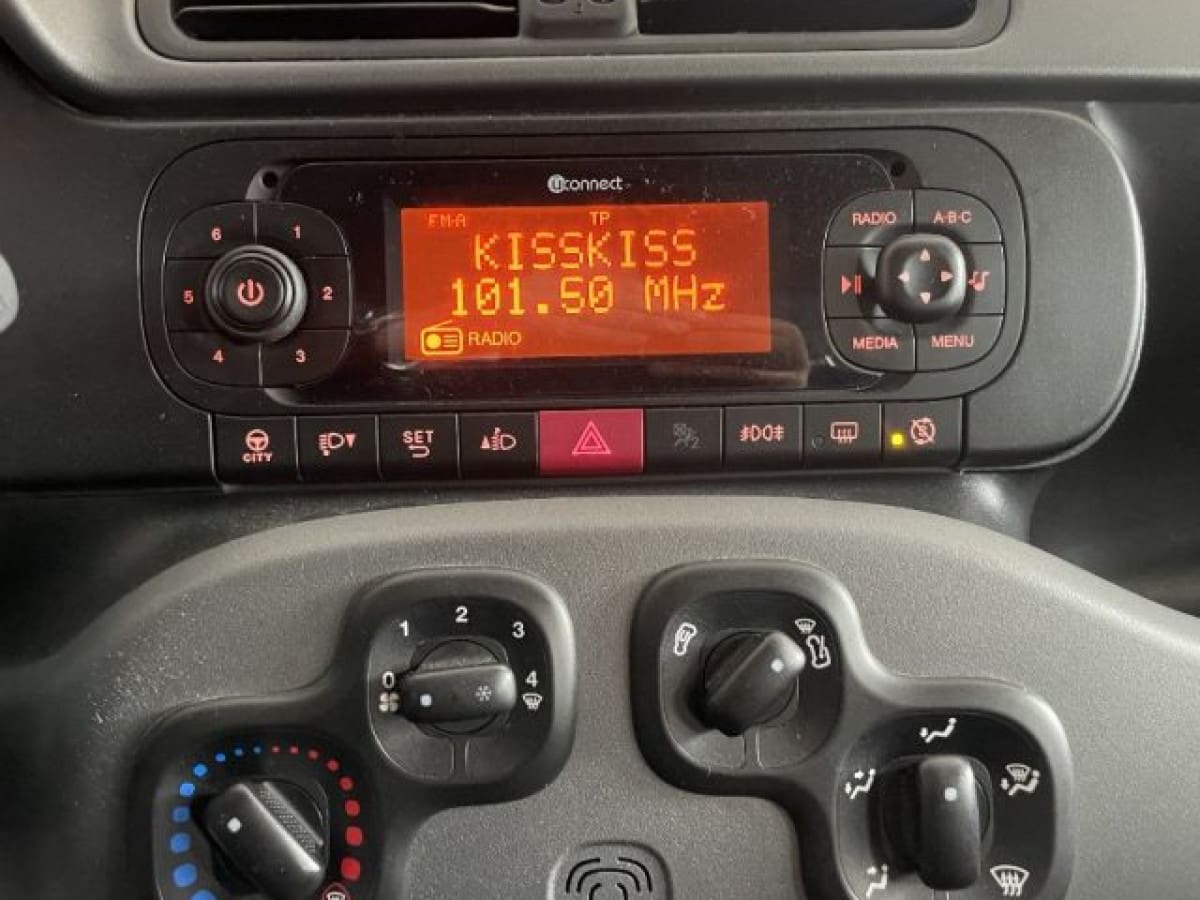 uconnect
FM-A TP
KISSKISS
101.50 MHz
RADIO
6 1
5 2
4 3
RADIO A·B·C
MEDIA MENU
CITY
SET
2
0 1 2 3 4